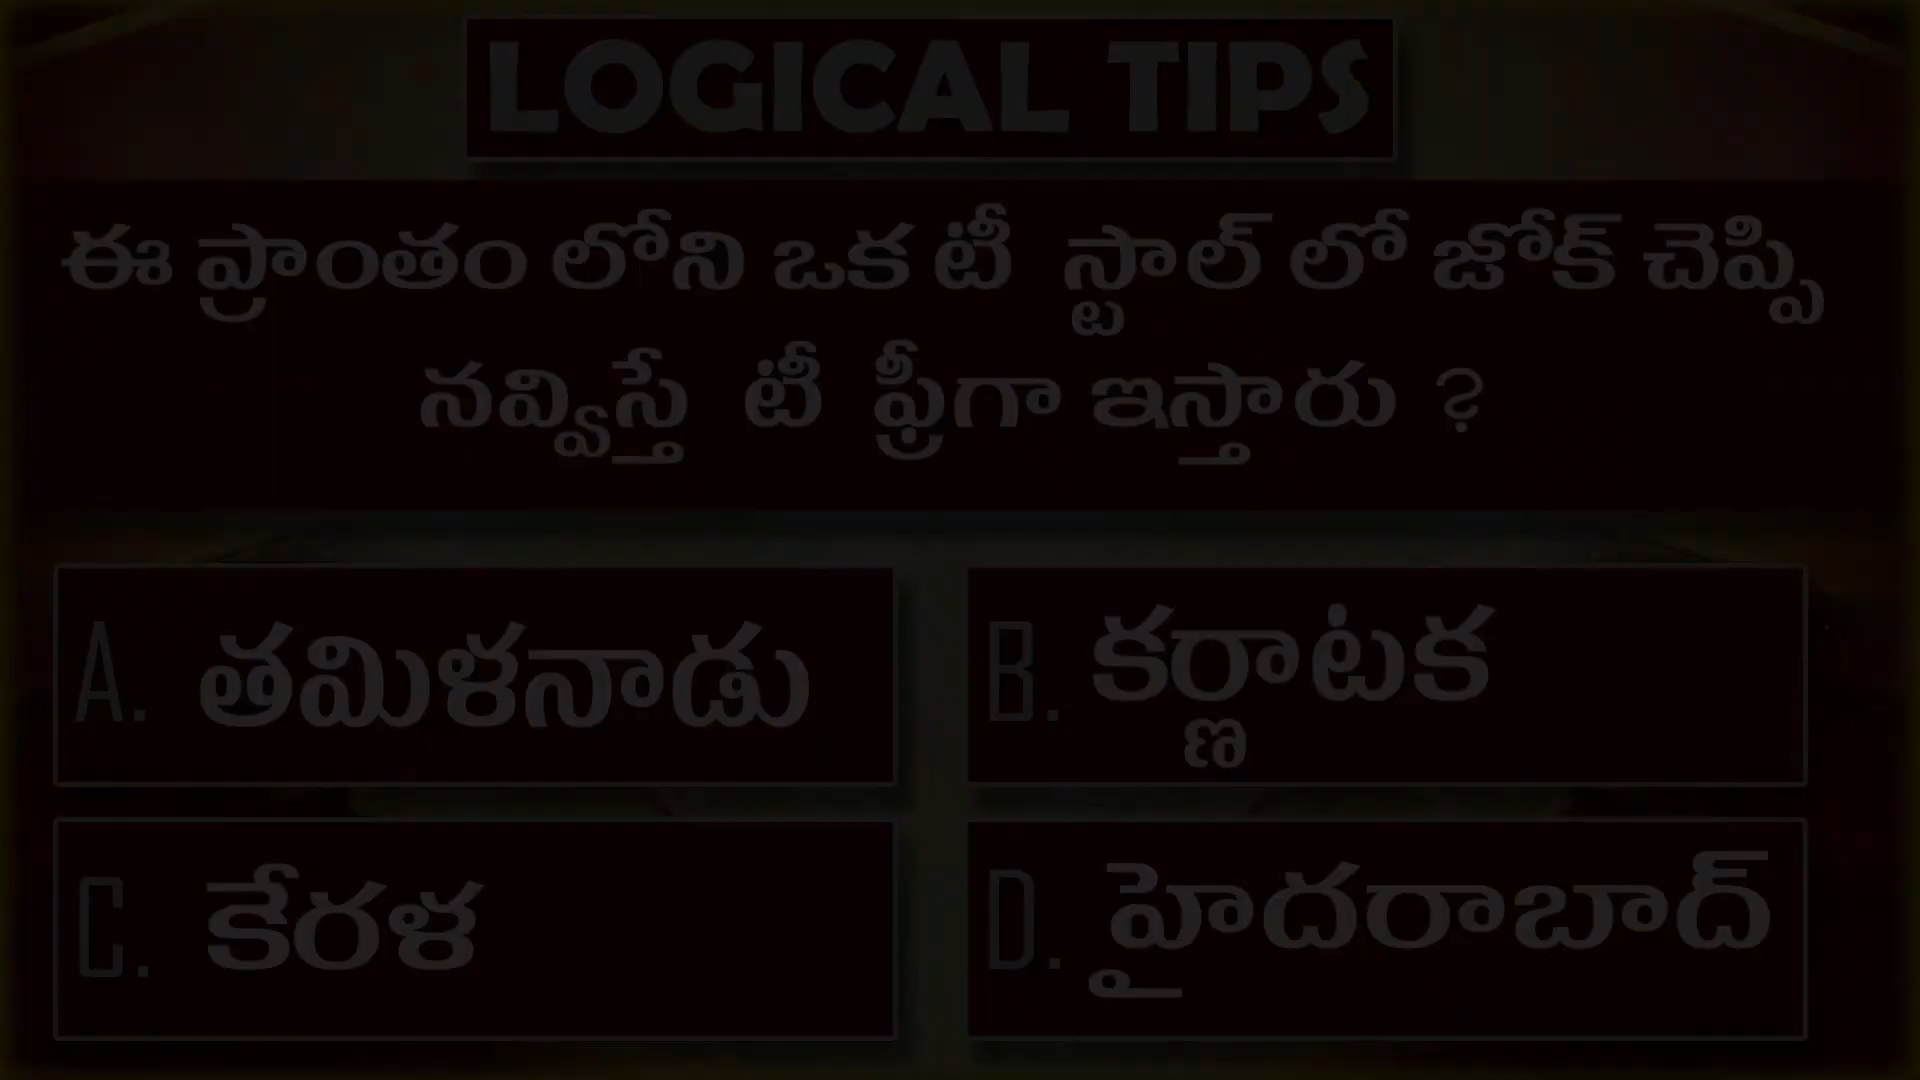 LOGICAL TIPS
ఈ ప్రాంతం లోని ఒక టీ స్టాల్ లో జోక్ చెప్పి
నవ్విస్తే టీ ఫ్రీగా ఇస్తారు ?
A. తమిళనాడు
B. కర్ణాటక
C. కేరళ
D. హైదరాబాద్